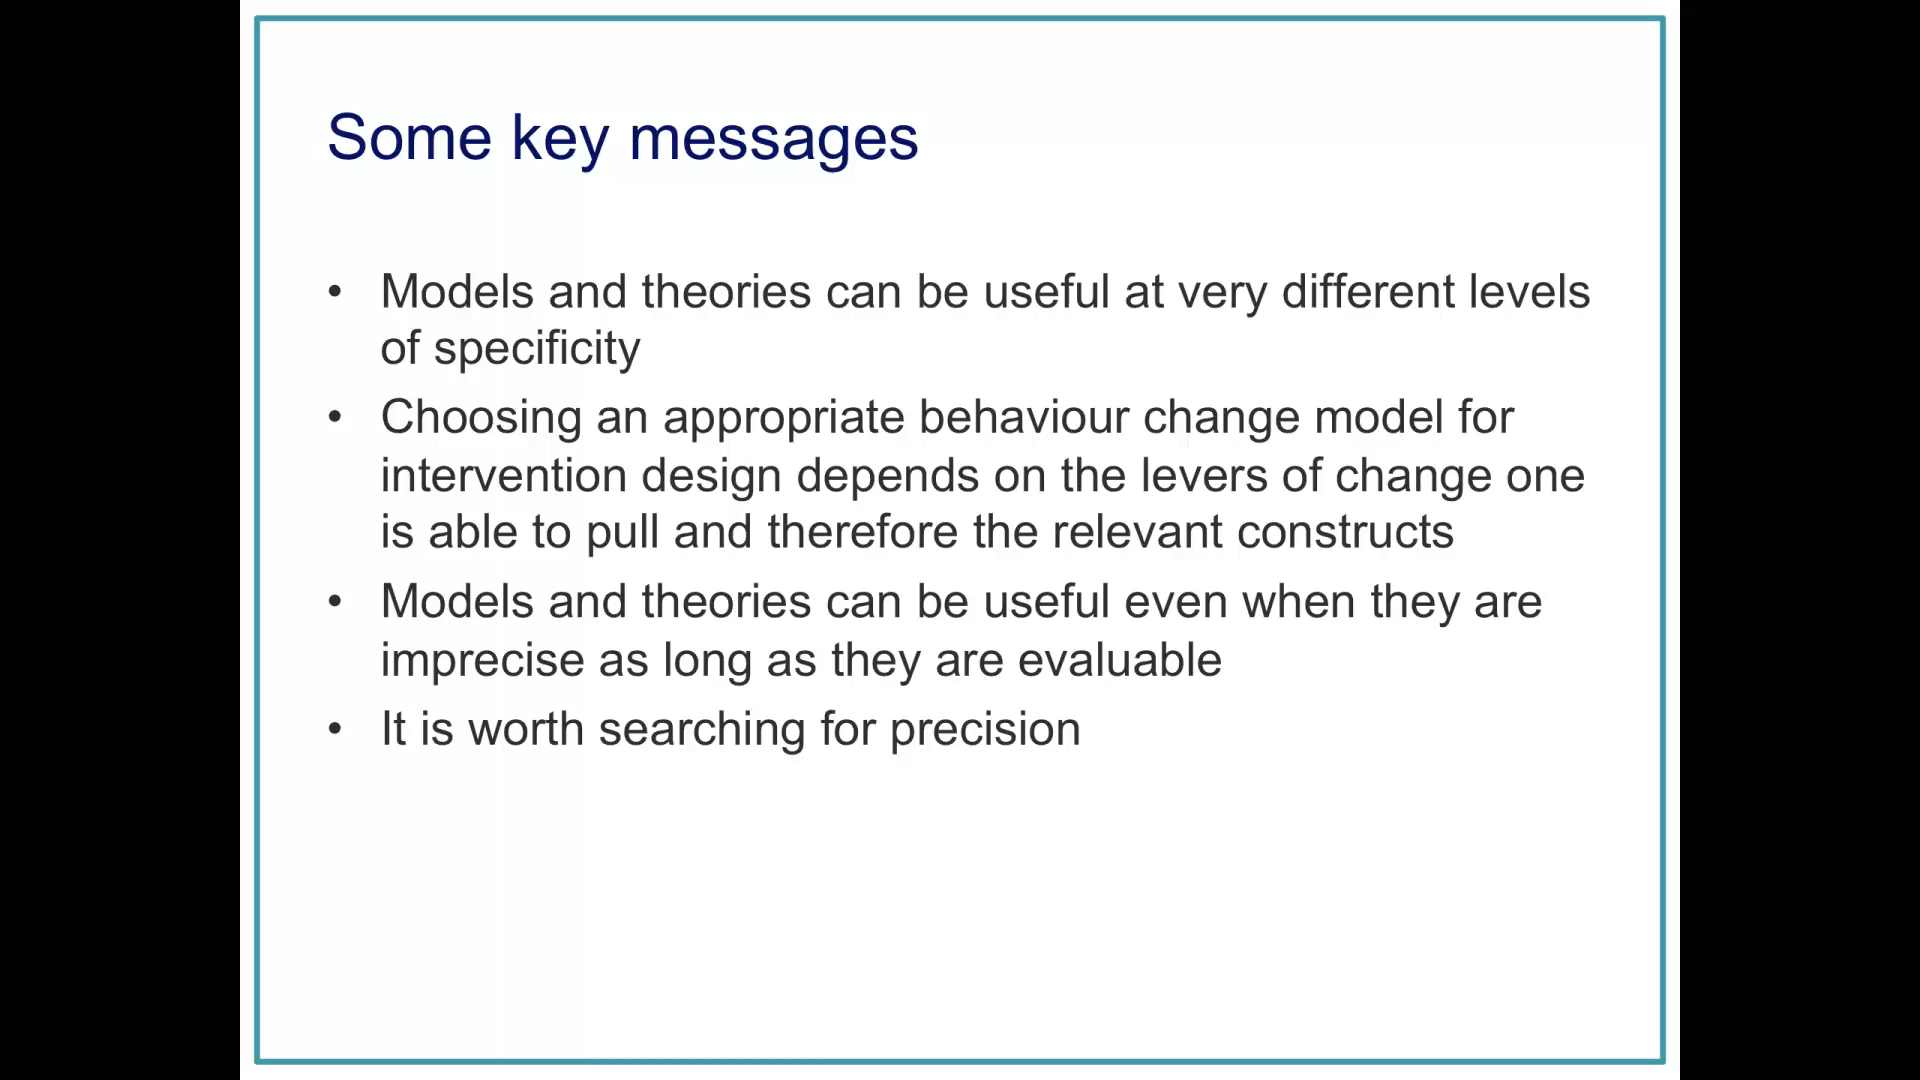 Some key messages
• Models and theories can be useful at very different levels
of specificity
• Choosing an appropriate behaviour change model for
intervention design depends on the levers of change one
is able to pull and therefore the relevant constructs
• Models and theories can be useful even when they are
imprecise as long as they are evaluable
• It is worth searching for precision